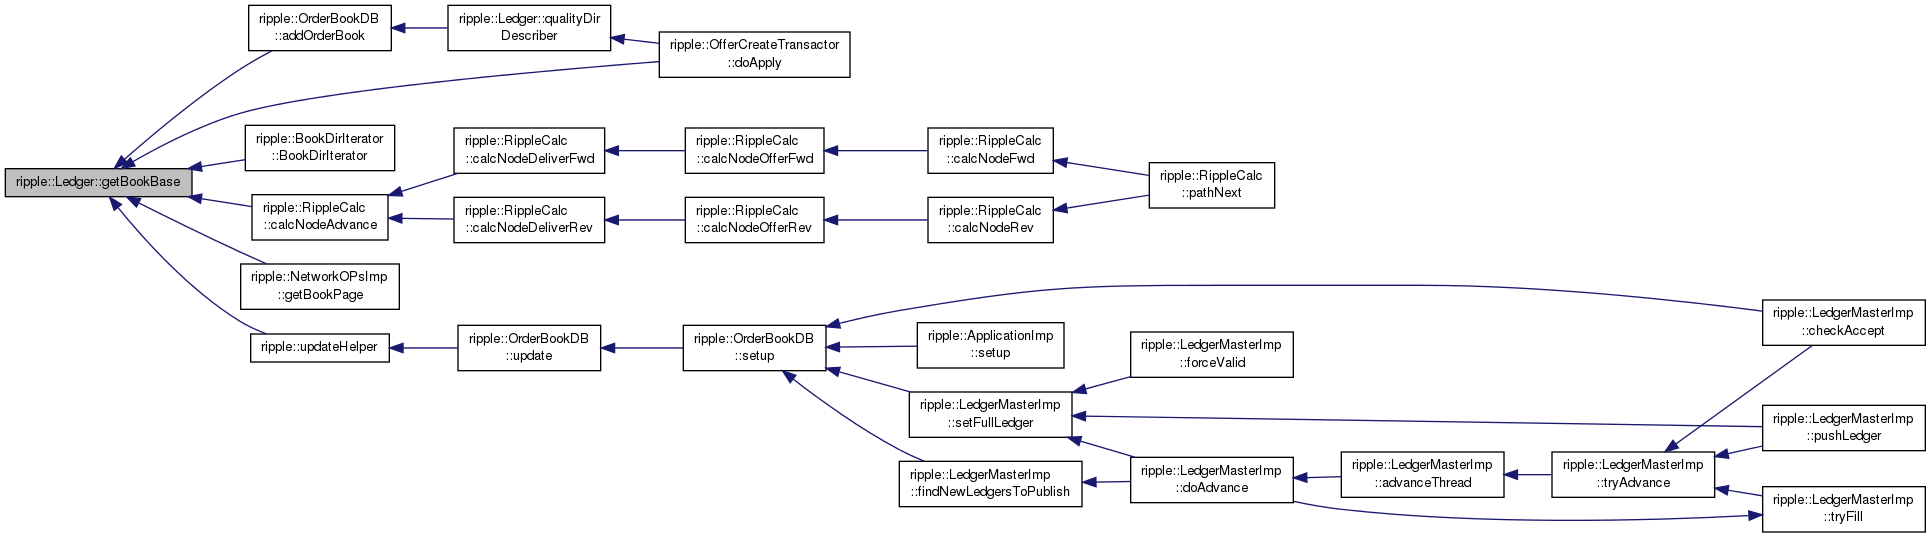 ripple::OrderBookDB
::addOrderBook
ripple::Ledger::qualityDir
Describer
ripple::OfferCreateTransactor
::doApply
ripple::BookDirIterator
::BookDirIterator
ripple::RippleCalc
::calcNodeDeliverFwd
ripple::RippleCalc
::calcNodeOfferFwd
ripple::RippleCalc
::calcNodeFwd
ripple::Ledger::getBookBase
ripple::RippleCalc
::pathNext
ripple::RippleCalc
::calcNodeAdvance
ripple::RippleCalc
::calcNodeDeliverRev
ripple::RippleCalc
::calcNodeOfferRev
ripple::RippleCalc
::calcNodeRev
ripple::NetworkOPsImp
::getBookPage
ripple::updateHelper
ripple::OrderBookDB
::update
ripple::OrderBookDB
::setup
ripple::ApplicationImp
::setup
ripple::LedgerMasterImp
::forceValid
ripple::LedgerMasterImp
::checkAccept
ripple::LedgerMasterImp
::setFullLedger
ripple::LedgerMasterImp
::pushLedger
ripple::LedgerMasterImp
::findNewLedgersToPublish
ripple::LedgerMasterImp
::doAdvance
ripple::LedgerMasterImp
::advanceThread
ripple::LedgerMasterImp
::tryAdvance
ripple::LedgerMasterImp
::tryFill